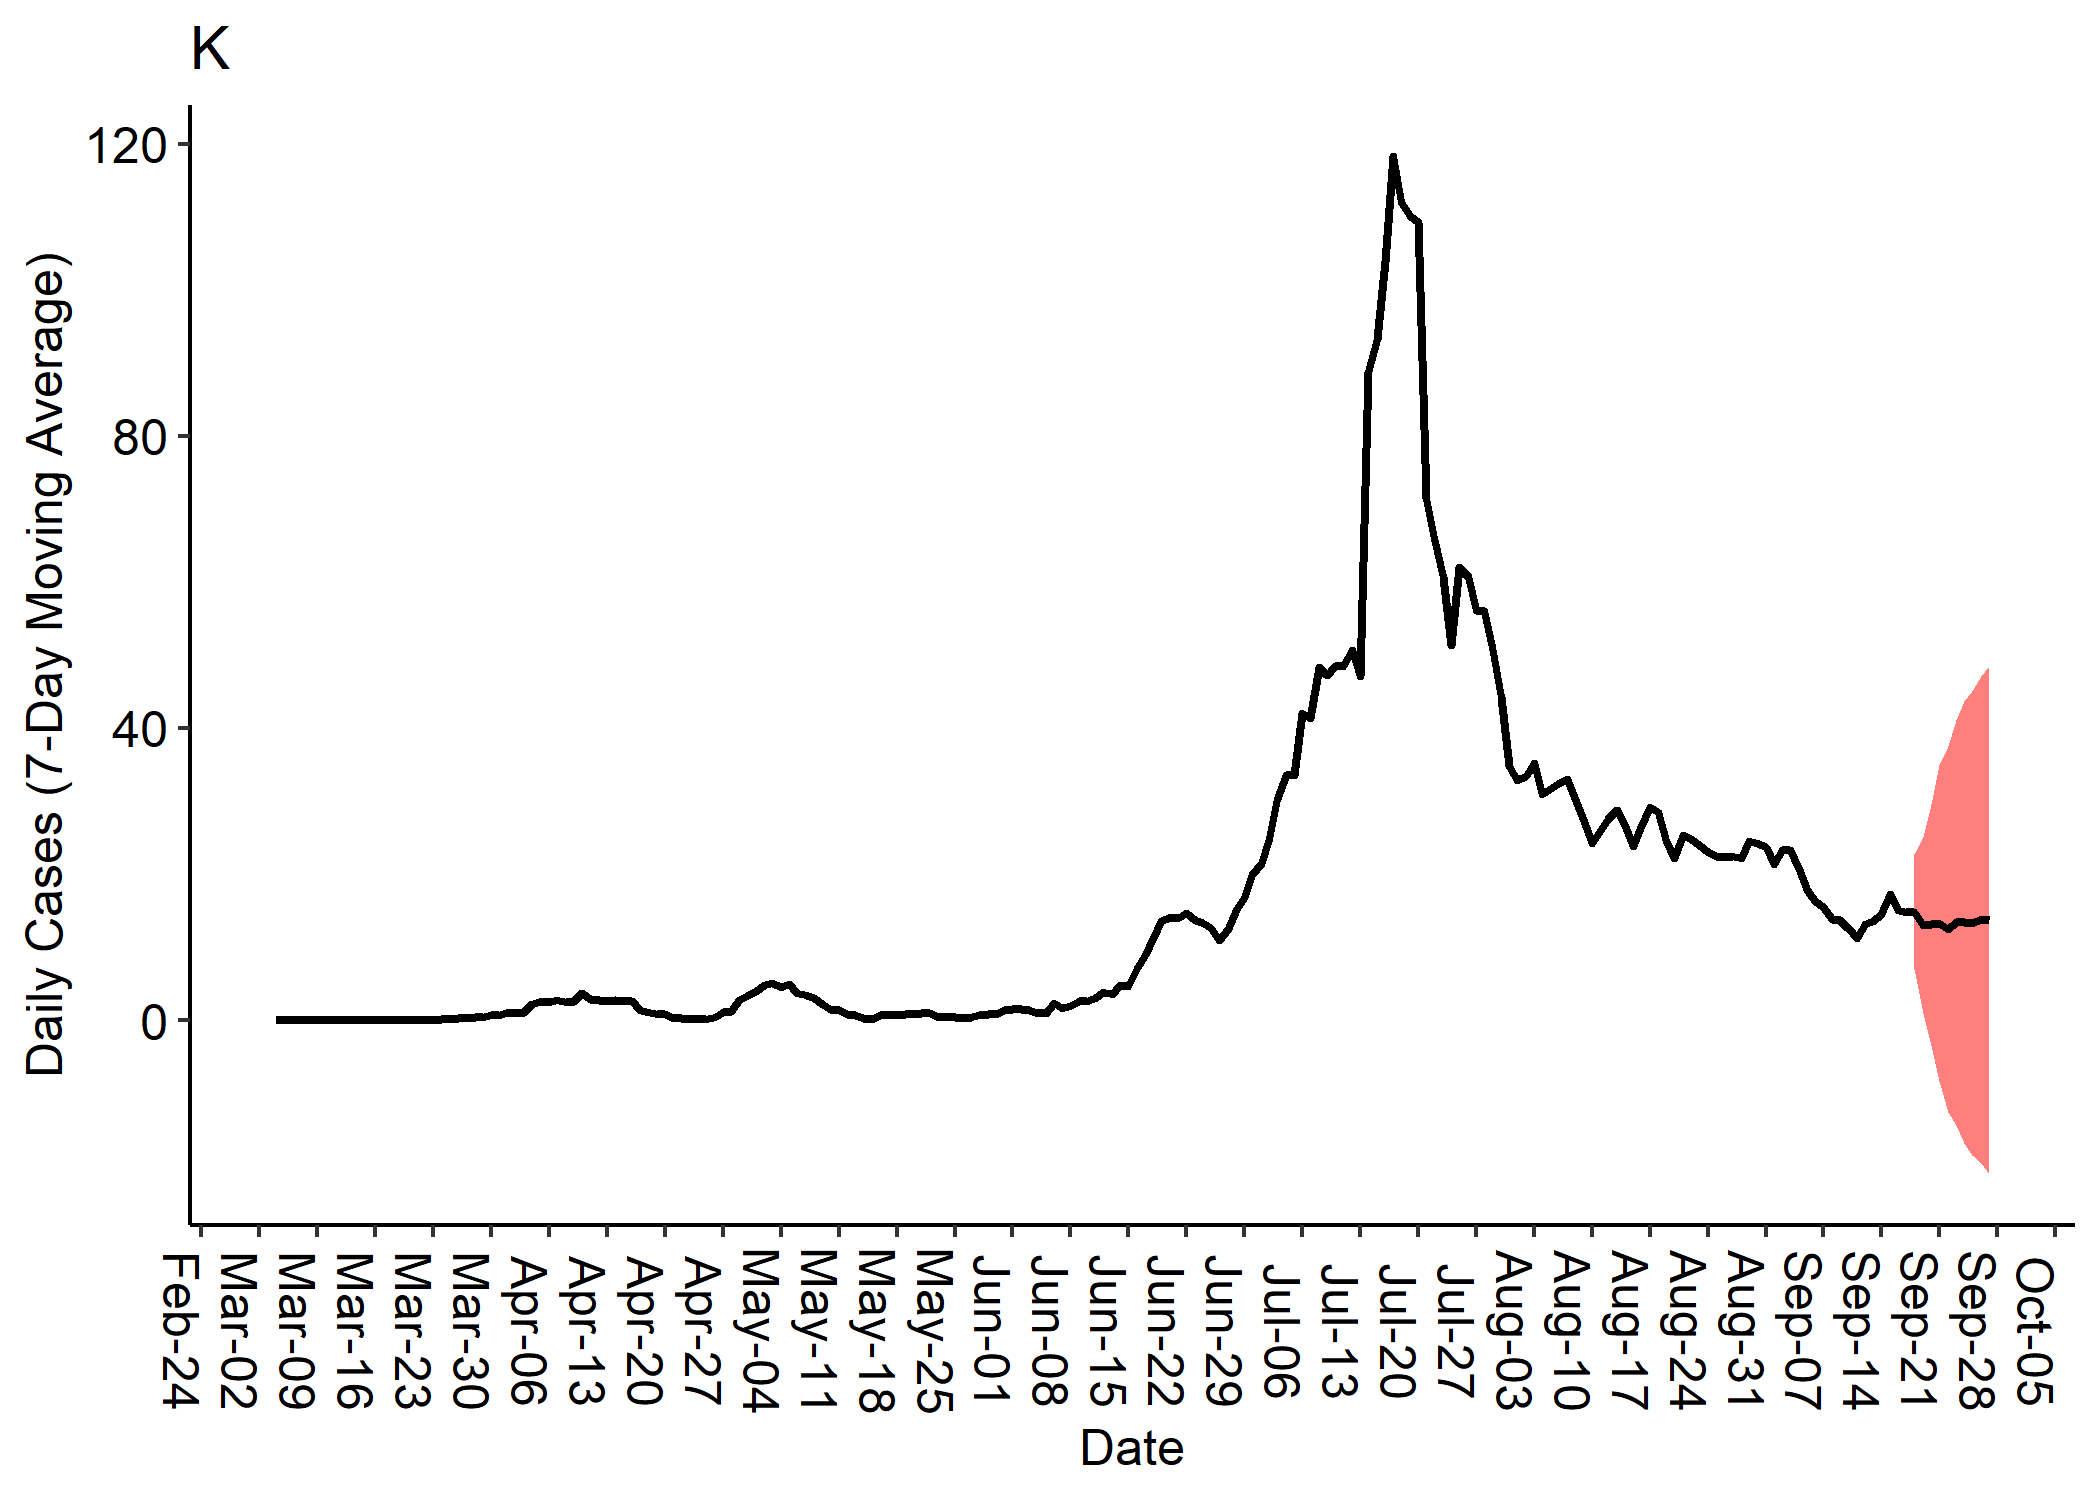 K
Daily Cases (7-Day Moving Average)
120
80
40
0
Feb-24
Mar-02
Mar-09
Mar-16
Mar-23
Mar-30
Apr-06
Apr-13
Apr-20
Apr-27
May-04
May-11
May-18
May-25
Jun-01
Jun-08
Jun-15
Jun-22
Jun-29
Jul-06
Jul-13
Jul-20
Jul-27
Aug-03
Aug-10
Aug-17
Aug-24
Aug-31
Sep-07
Sep-14
Sep-21
Sep-28
Oct-05
Date